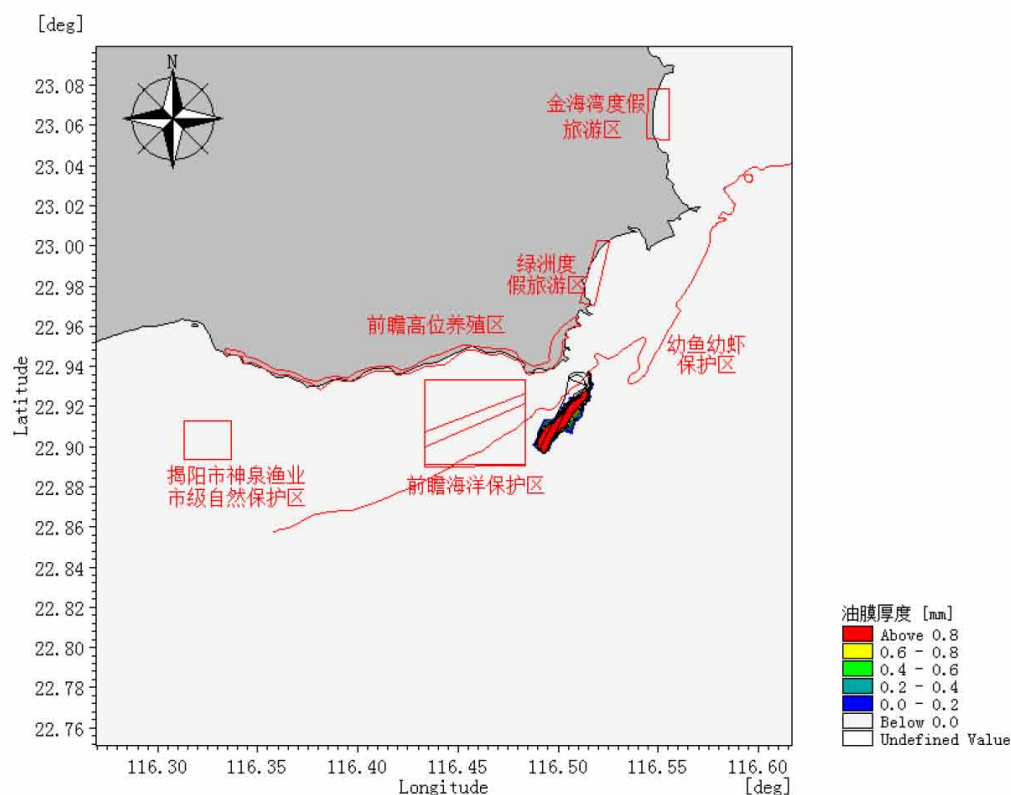 [deg]
N
23.08
23.06
23.04
23.02
23.00
22.98
22.96
22.94
22.92
22.90
22.88
22.86
22.84
22.82
22.80
22.78
22.76
Latitude
金海湾度假
旅游区
绿洲度
假旅游区
前瞻高位养殖区
幼鱼幼虾
保护区
揭阳市神泉渔业
市级自然保护区
前瞻海洋保护区
116.30
116.35
116.40
116.45
116.50
116.55
116.60
Longitude
[deg]
油膜厚度 [mm]
Above 0.8
0.6 - 0.8
0.4 - 0.6
0.2 - 0.4
0.0 - 0.2
Below 0.0
Undefined Value